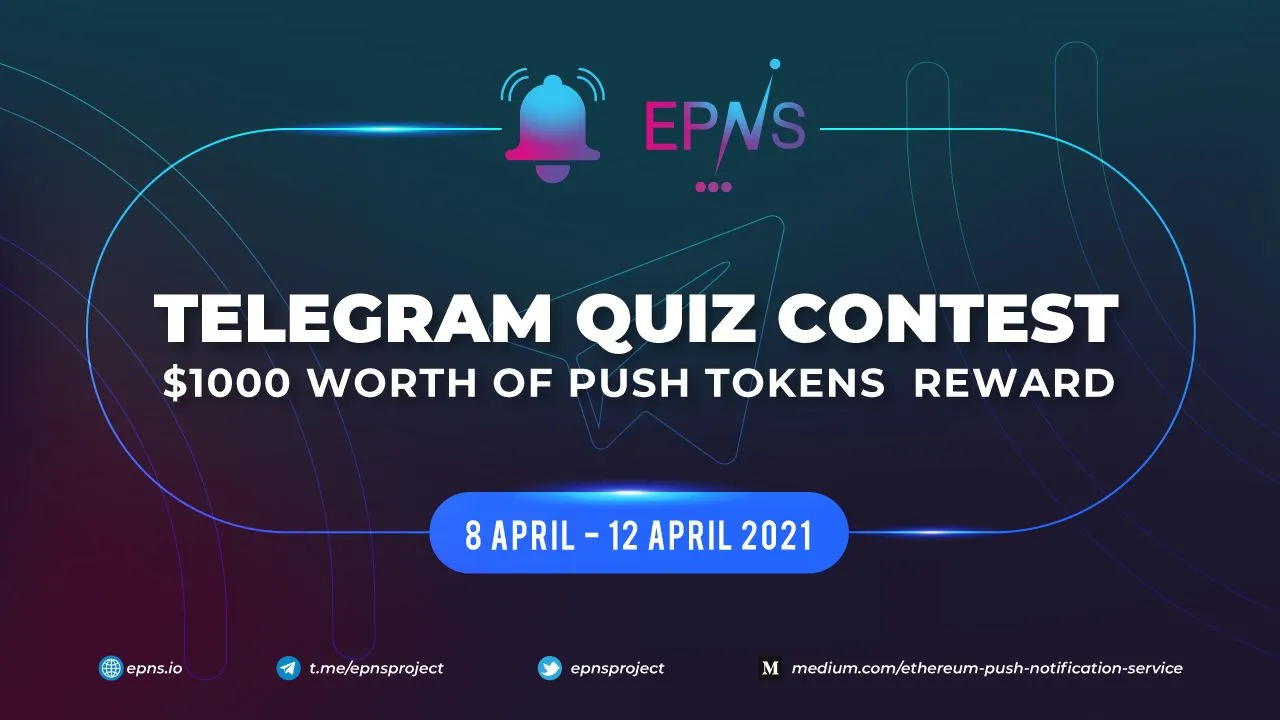 EPNS
TELEGRAM QUIZ CONTEST
$1000 WORTH OF PUSH TOKENS REWARD
8 APRIL – 12 APRIL 2021
epns.io
t.me/epnsproject
epnsproject
M
medium.com/ethereum-push-notification-service